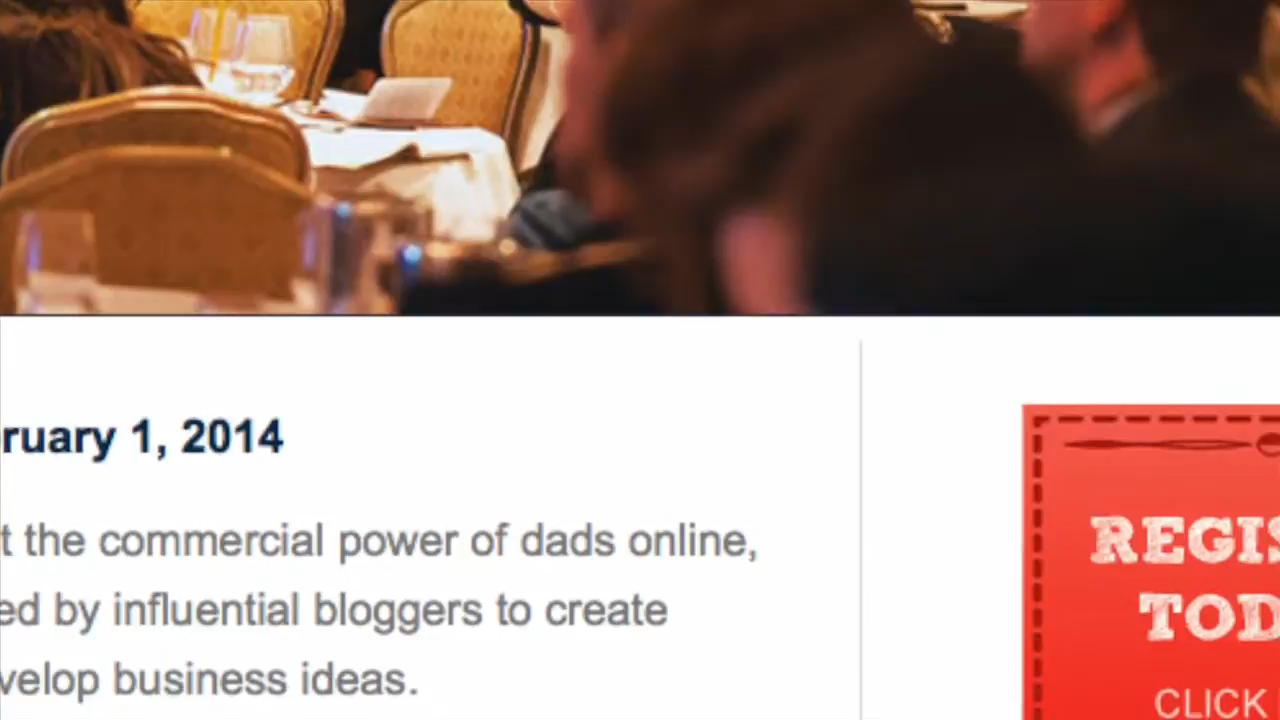 ruary 1, 2014
t the commercial power of dads online,
ed by influential bloggers to create
velop business ideas.
REGIS
TOD
CLICK